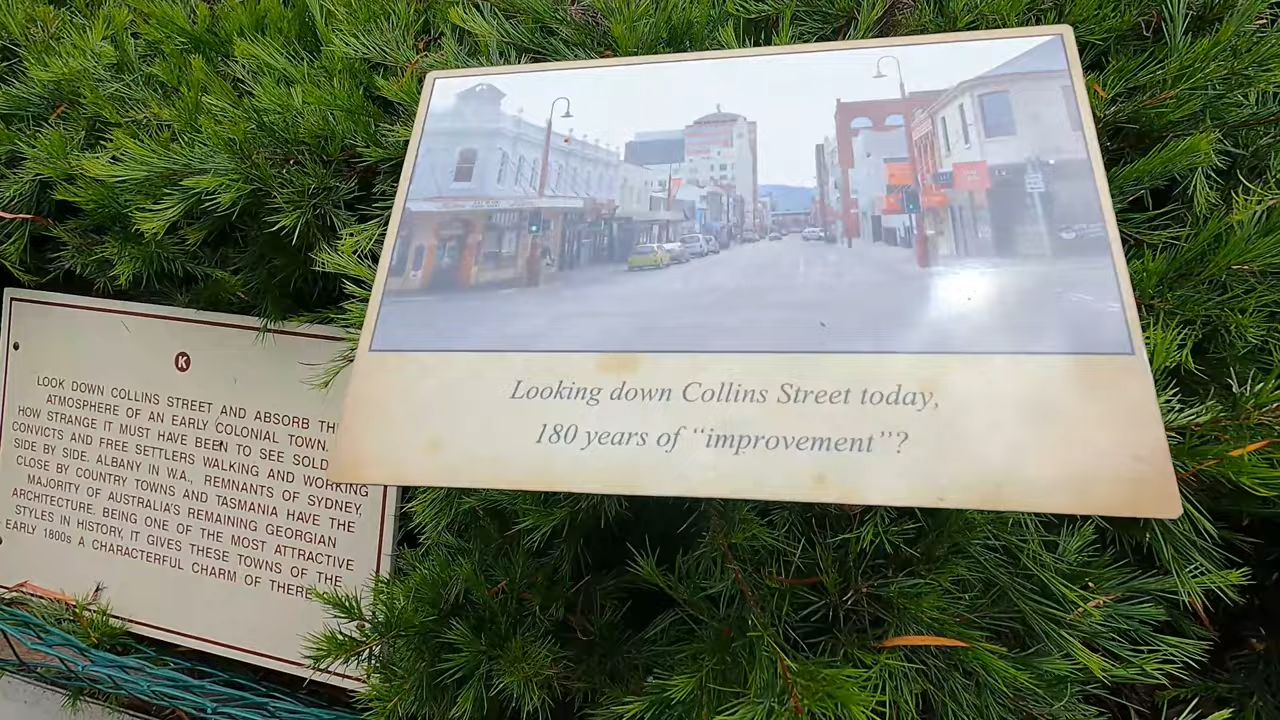 K
LOOK DOWN COLLINS STREET AND ABSORB
ATMOSPHERE OF AN EARLY COLONIAL TOWN.
HOW STRANGE IT MUST HAVE BEEN TO SEE
CONVICTS AND FREE SETTLERS WALKING AND WORKING
SIDE BY SIDE. ALBANY IN W.A., REMNANTS OF SYDNEY,
CLOSE BY COUNTRY TOWNS AND TASMANIA HAVE THE
MAJORITY OF AUSTRALIA'S REMAINING GEORGIAN
ARCHITECTURE. BEING ONE OF THE MOST ATTRACTIVE
STYLES IN HISTORY, IT GIVES THESE TOWNS OF THE
EARLY 1800s A CHARACTERFUL CHARM OF
Looking down Collins Street today,
180 years of “improvement”?